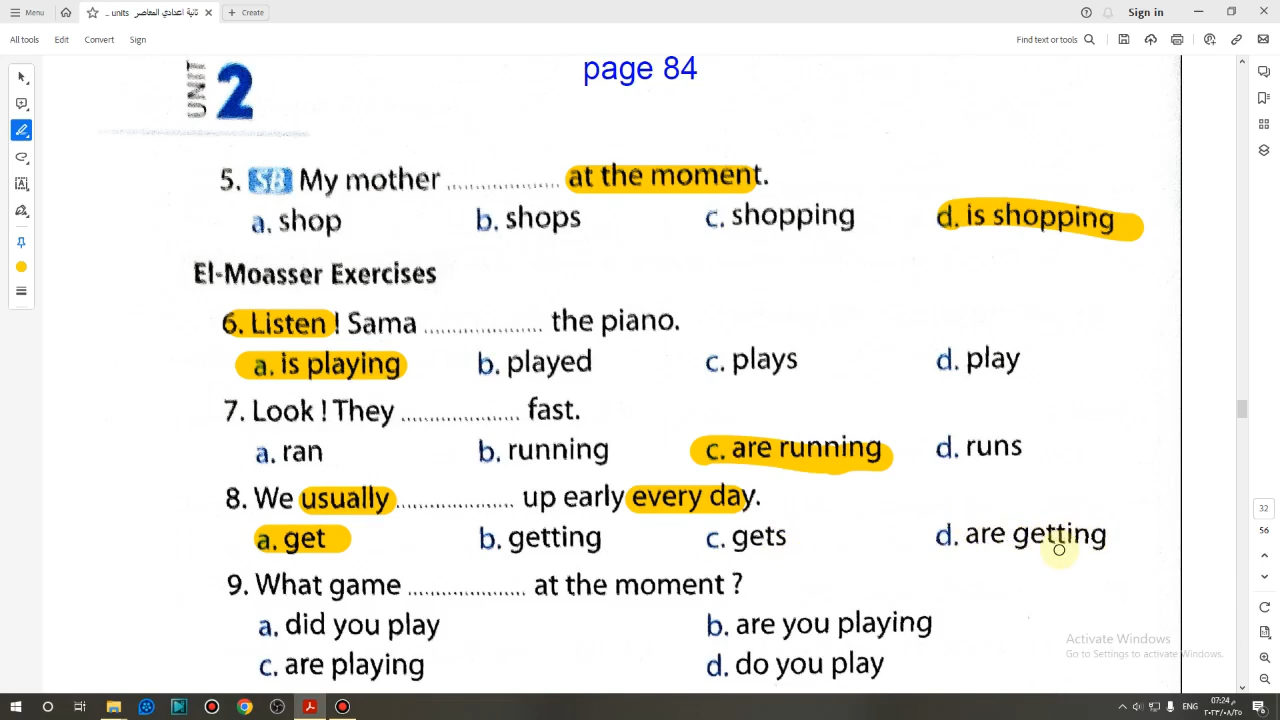 Menu
ثانية اعدادي المعاصر units ..
Create
Sign in
All tools Edit Convert Sign
Find text or tools
page 84
UNIT 2
5. SB My mother .................. at the moment.
a. shop b. shops c. shopping d. is shopping
El-Moasser Exercises
6. Listen ! Sama .................. the piano.
a. is playing b. played c. plays d. play
7. Look ! They .................. fast.
a. ran b. running c. are running d. runs
8. We usually .................. up early every day.
a. get b. getting c. gets d. are getting
9. What game .................. at the moment ?
a. did you play b. are you playing
c. are playing d. do you play
32
56
Activate Windows
Go to Settings to activate Windows.
ENG
07:24 م